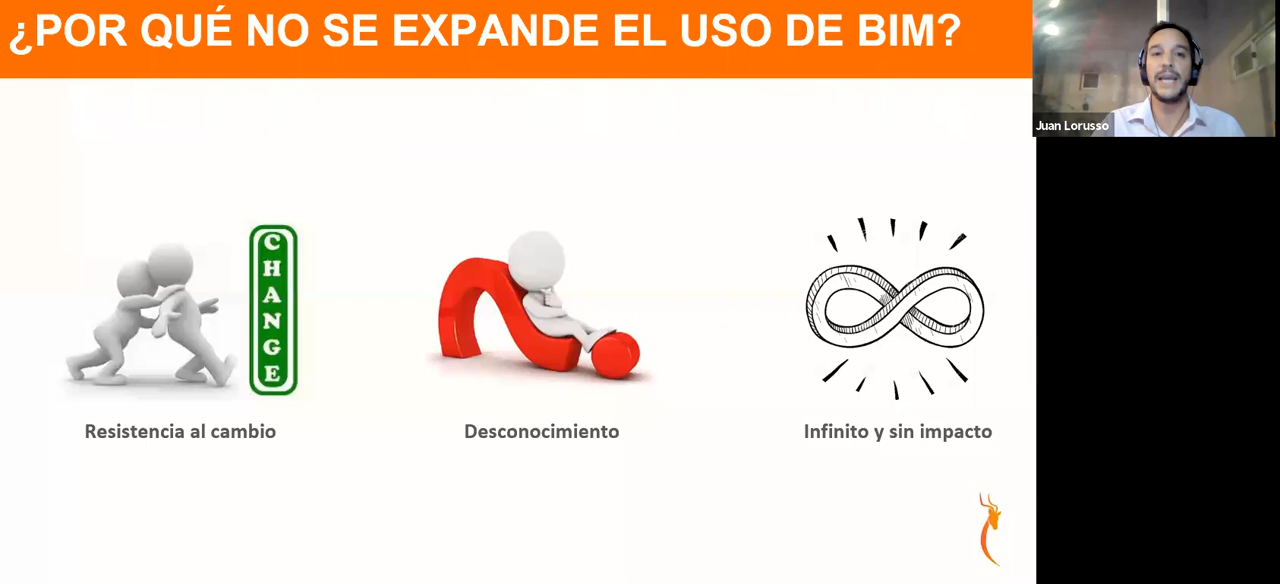 ¿POR QUÉ NO SE EXPANDE EL USO DE BIM?
Juan Lorusso
CHANGE
Resistencia al cambio
Desconocimiento
Infinito y sin impacto